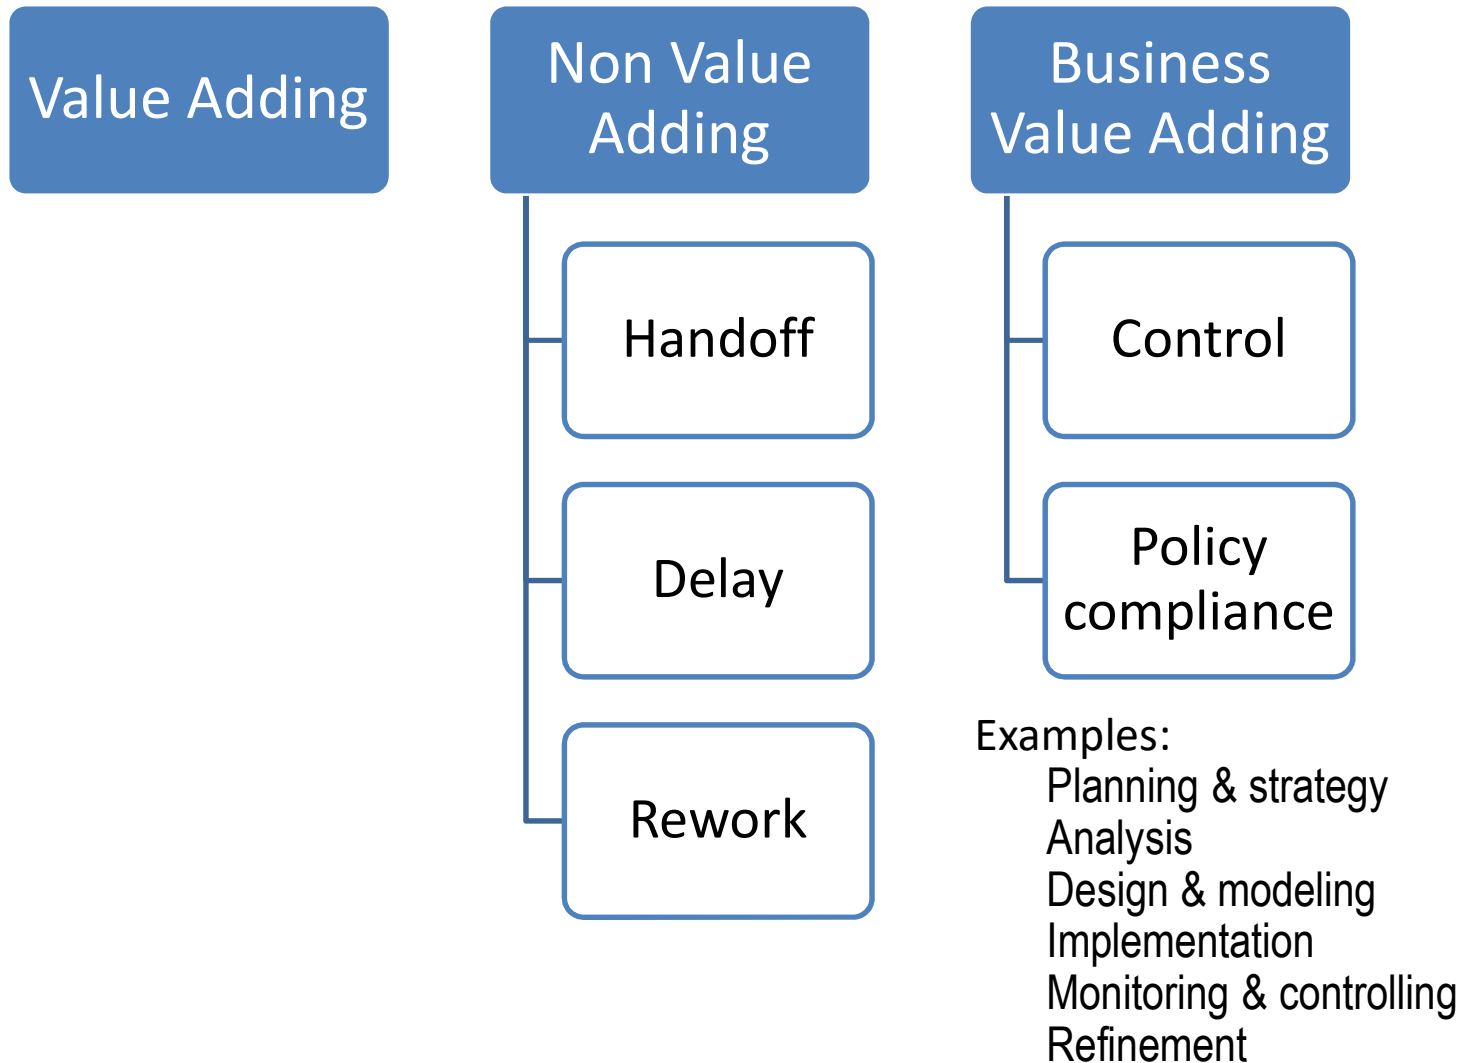 Value Adding
Non Value
Adding
Handoff
Delay
Rework
Business
Value Adding
Control
Policy
compliance
Examples:
Planning & strategy
Analysis
Design & modeling
Implementation
Monitoring & controlling
Refinement